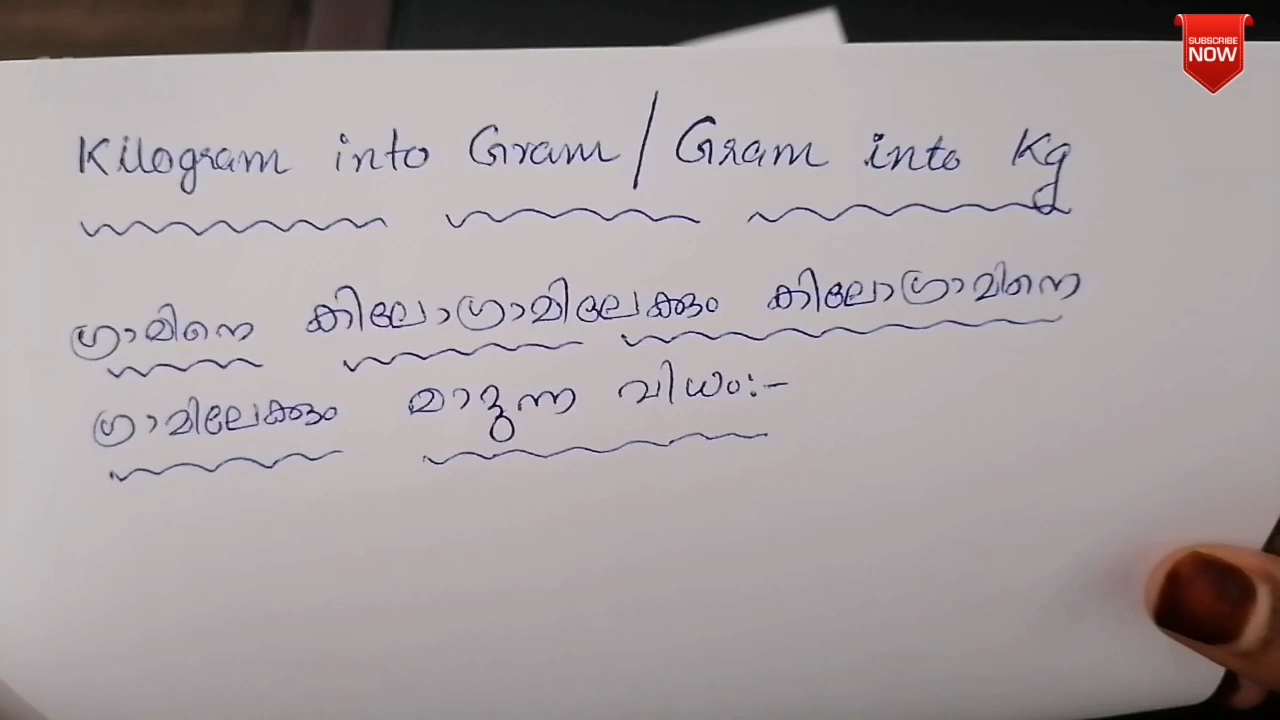 SUBSCRIBE
NOW
Kilogram into Gram / Gram into Kg
ഗ്രാമിനെ കിലോഗ്രാമിലേക്കും കിലോഗ്രാമിനെ
ഗ്രാമിലേക്കും മാറ്റുന്ന വിധം:-